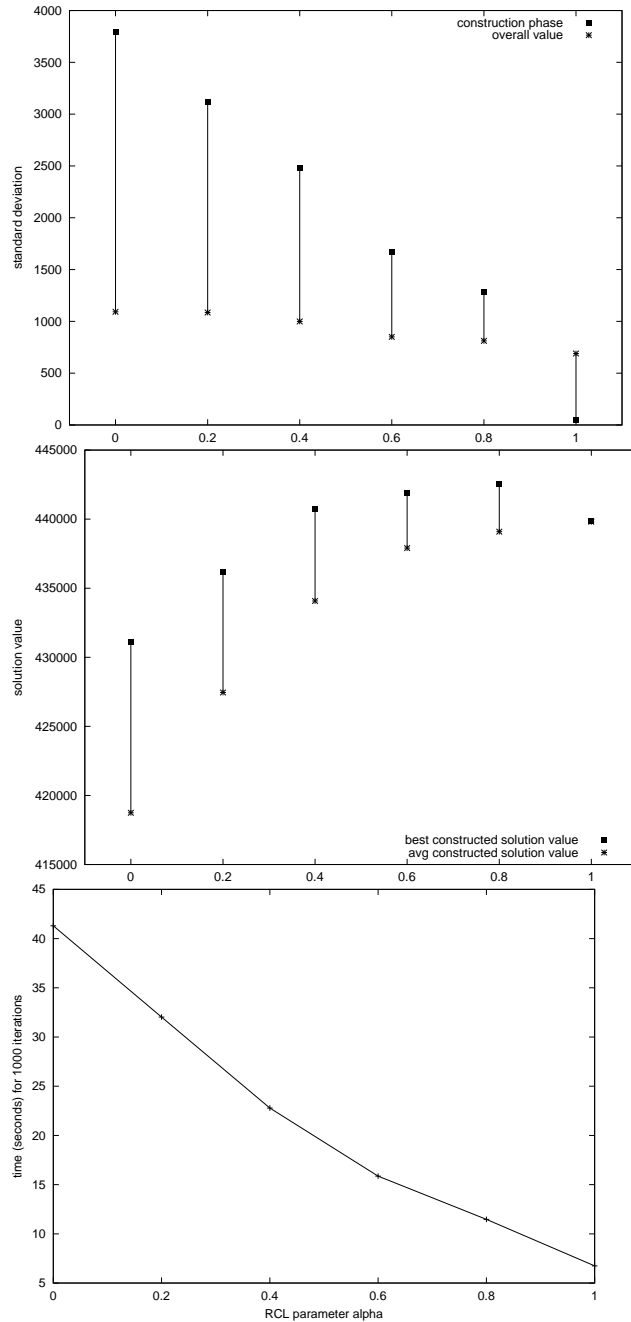 4000
3500
3000
2500
2000
1500
1000
500
0
standard deviation
construction phase
overall value
0 0.2 0.4 0.6 0.8 1
445000
440000
435000
430000
425000
420000
415000
solution value
best constructed solution value
avg constructed solution value
0 0.2 0.4 0.6 0.8 1
45
40
35
30
25
20
15
10
5
time (seconds) for 1000 iterations
0 0.2 0.4 0.6 0.8 1
RCL parameter alpha